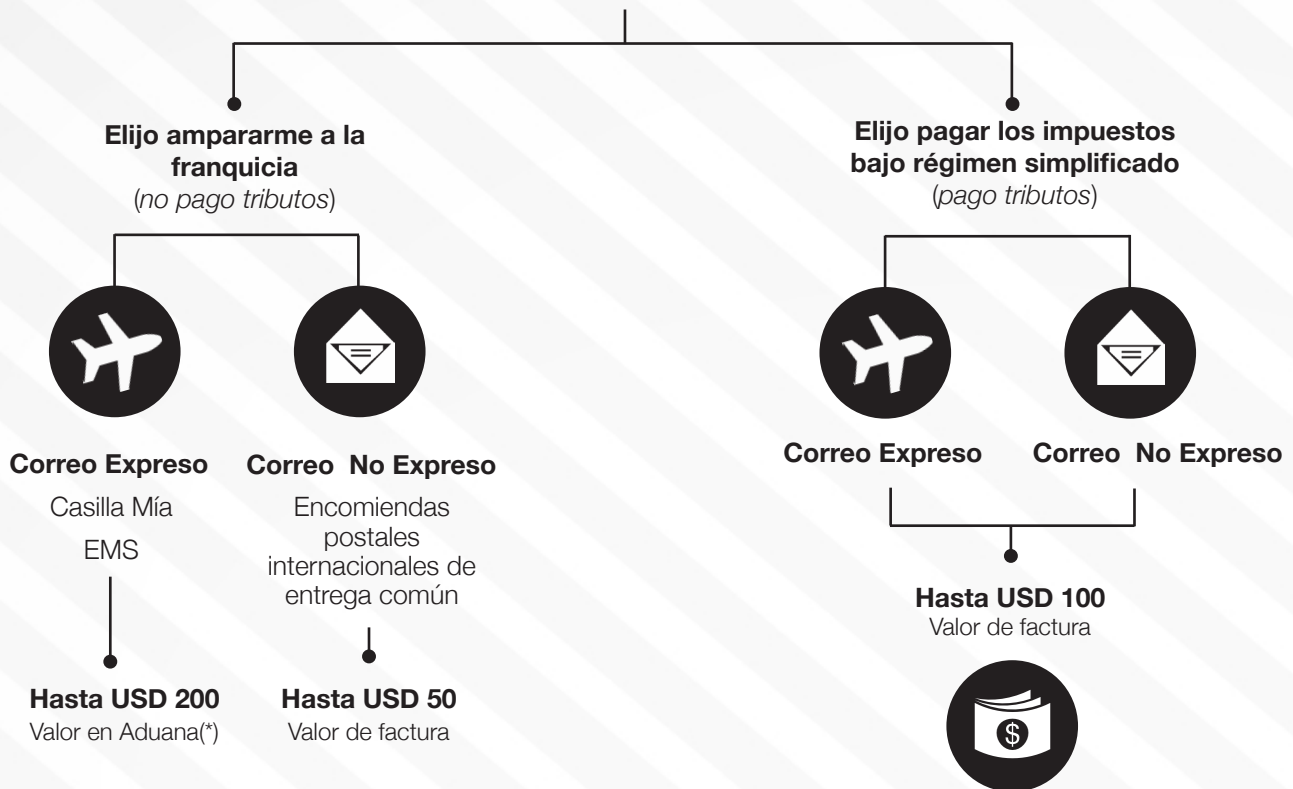 Elijo ampararme a la
franquicia
(no pago tributos)
Correo Expreso
Casilla Mía
EMS
Hasta USD 200
Valor en Aduana(*)
Correo No Expreso
Encomiendas
postales
internacionales de
entrega común
Hasta USD 50
Valor de factura
Elijo pagar los impuestos
bajo régimen simplificado
(pago tributos)
Correo Expreso
Correo No Expreso
Hasta USD 100
Valor de factura
$